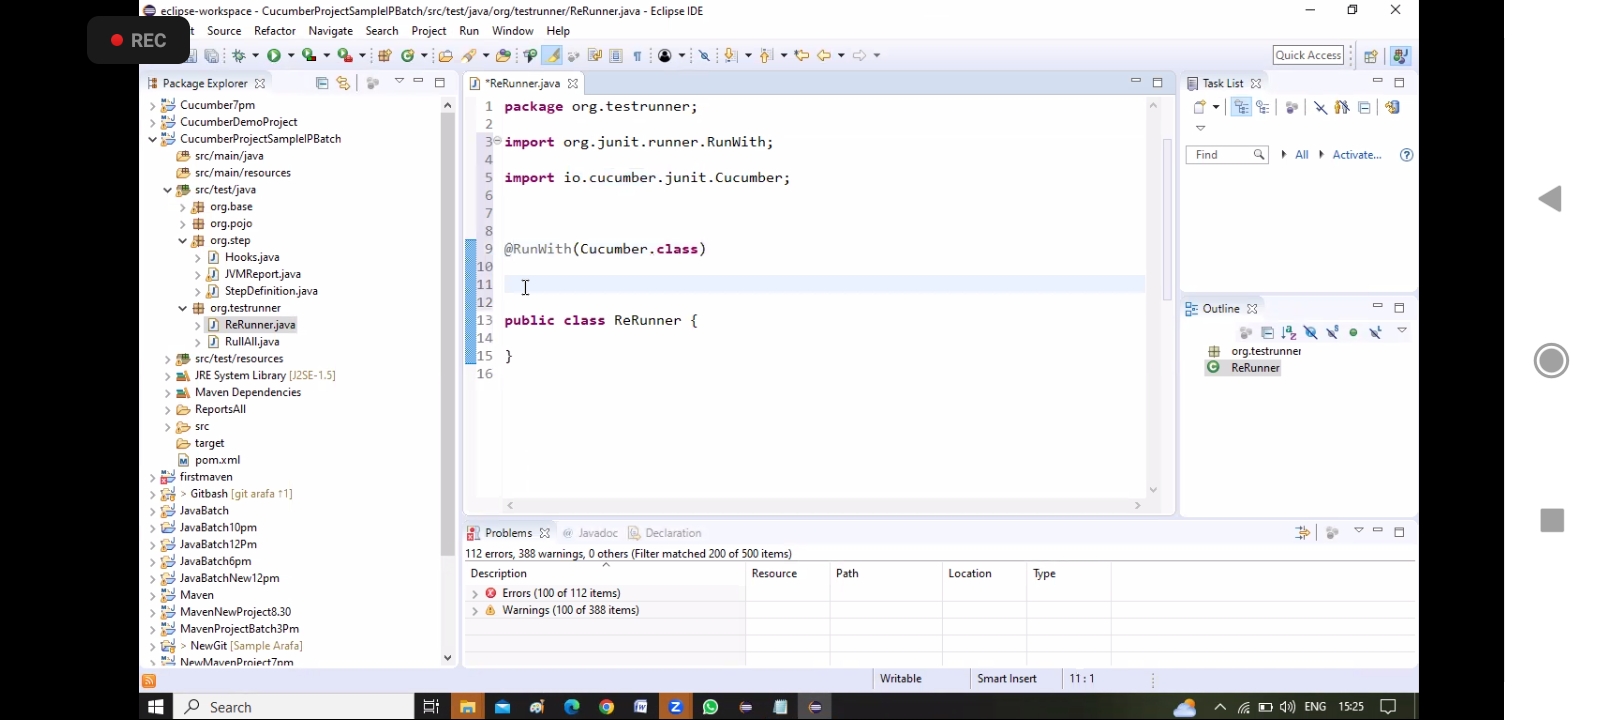 eclipse-workspace - CucumberProjectSampleIPBatch/src/test/java/org/testrunner/ReRunner.java - Eclipse IDE
REC
Source Refactor Navigate Search Project Run Window Help
Quick Access
Package Explorer
Cucumber7pm
CucumberDemoProject
CucumberProjectSampleIPBatch
src/main/java
src/main/resources
src/test/java
org.base
org.pojo
org.step
Hooks.java
JVMReport.java
StepDefinition.java
org.testrunner
ReRunner.java
RullAll.java
src/test/resources
JRE System Library [J2SE-1.5]
Maven Dependencies
ReportsAll
src
target
pom.xml
firstmaven
> Gitbash [git arafa ↑1]
JavaBatch
JavaBatch10pm
JavaBatch12Pm
JavaBatch6pm
JavaBatchNew12pm
Maven
MavenNewProject8.30
MavenProjectBatch3Pm
> NewGit [Sample Arafa]
NewMavenProject7pm
*ReRunner.java
1 package org.testrunner;
2
3 import org.junit.runner.RunWith;
4
5 import io.cucumber.junit.Cucumber;
6
7
8
9 @RunWith(Cucumber.class)
10
11
12
13 public class ReRunner {
14
15 }
16
Task List
Find All Activate...
Outline
org.testrunner
ReRunner
Problems Javadoc Declaration
112 errors, 388 warnings, 0 others (Filter matched 200 of 500 items)
Description Resource Path Location Type
Errors (100 of 112 items)
Warnings (100 of 388 items)
Writable Smart Insert 11 : 1
Search
ENG 15:25